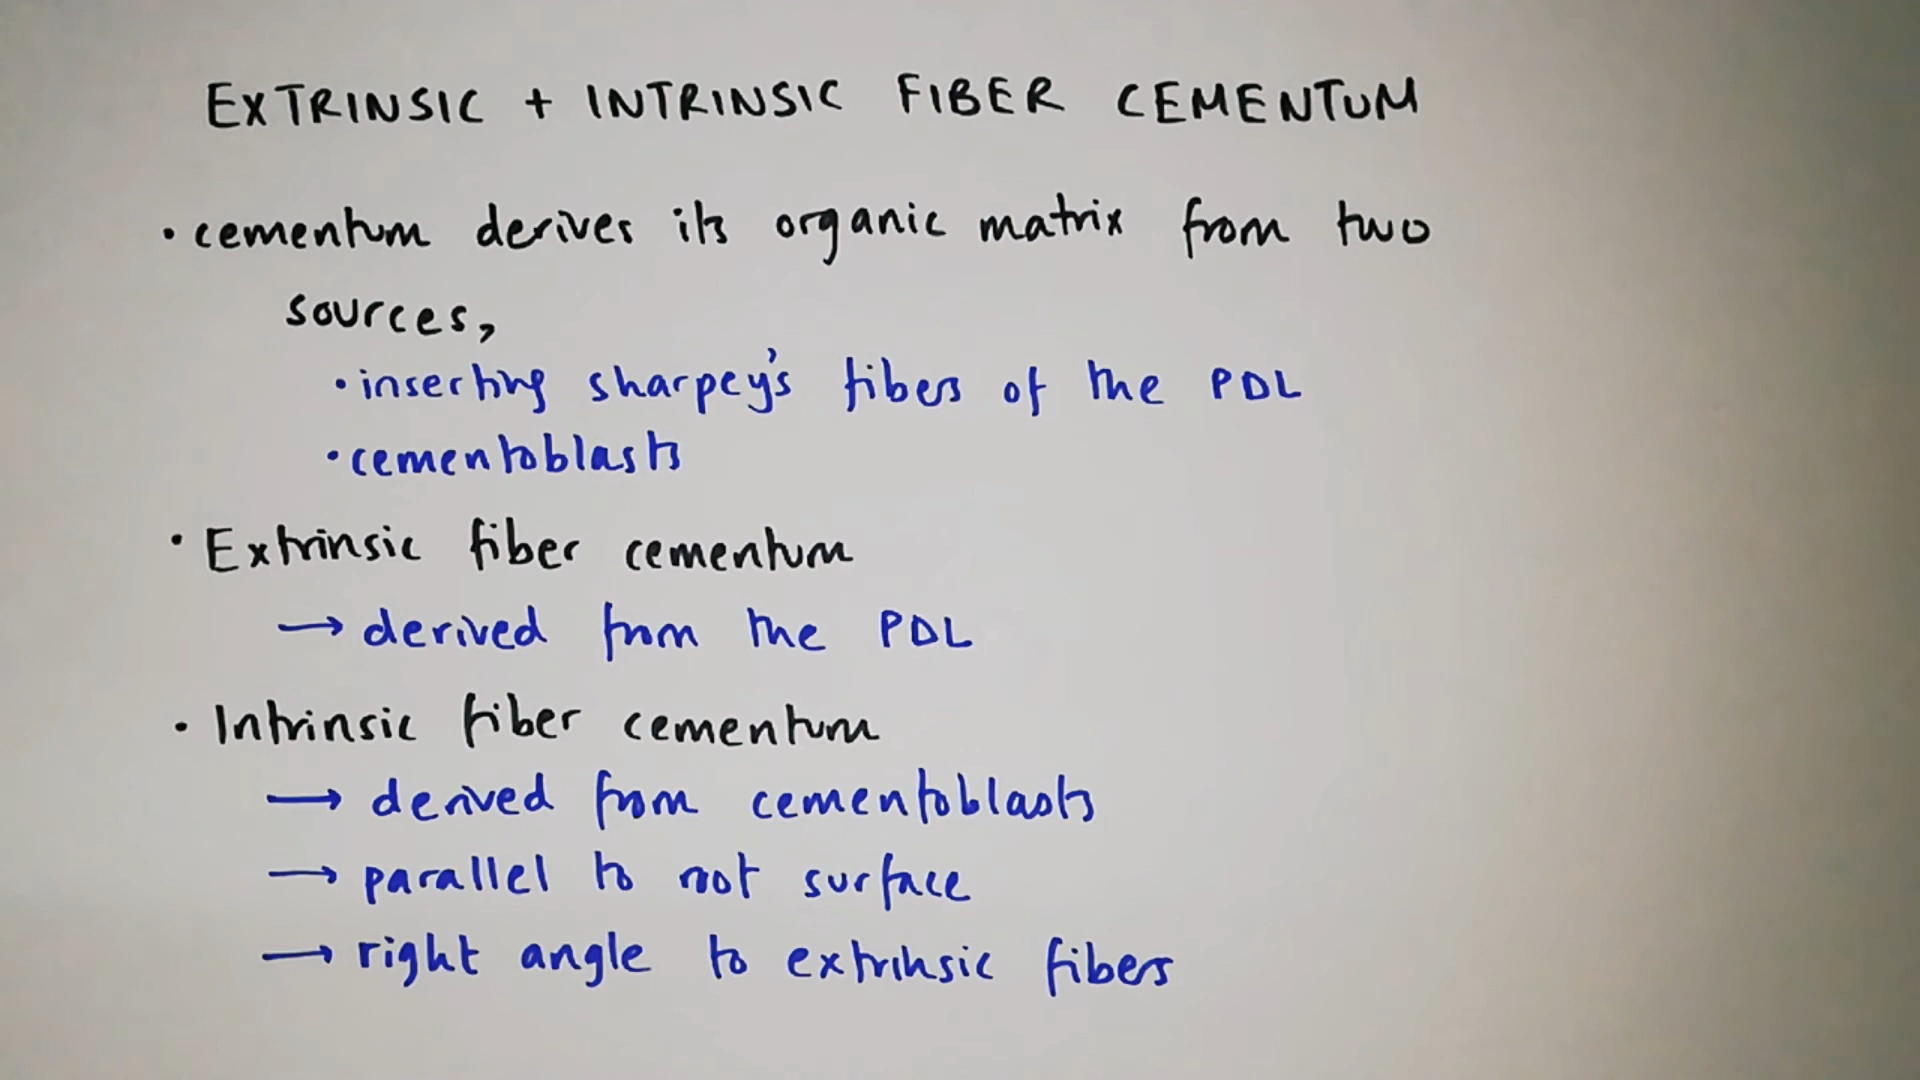 EXTRINSIC + INTRINSIC FIBER CEMENTUM
• cementum derives its organic matrix from two
sources,
• inserting sharpey's fibers of the PDL
• cementoblasts
• Extrinsic fiber cementum
→ derived from the PDL
• Intrinsic fiber cementum
→ derived from cementoblasts
→ parallel to root surface
→ right angle to extrinsic fibers